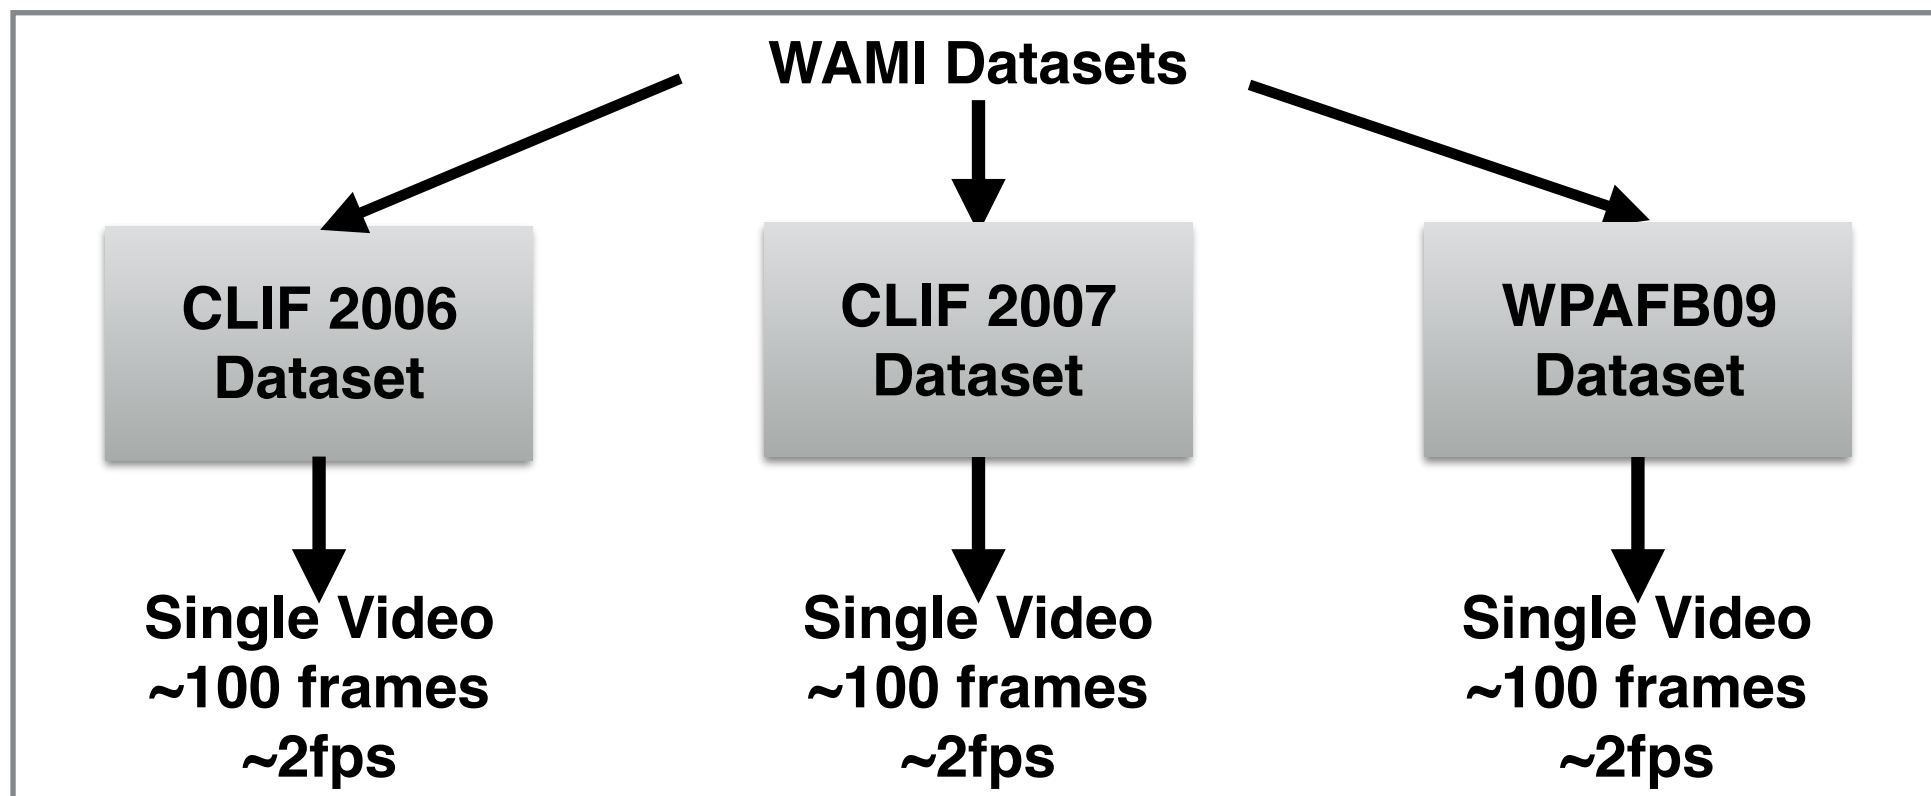 WAMI Datasets
CLIF 2006
Dataset
CLIF 2007
Dataset
WPAFB09
Dataset
Single Video
~100 frames
~2fps
Single Video
~100 frames
~2fps
Single Video
~100 frames
~2fps